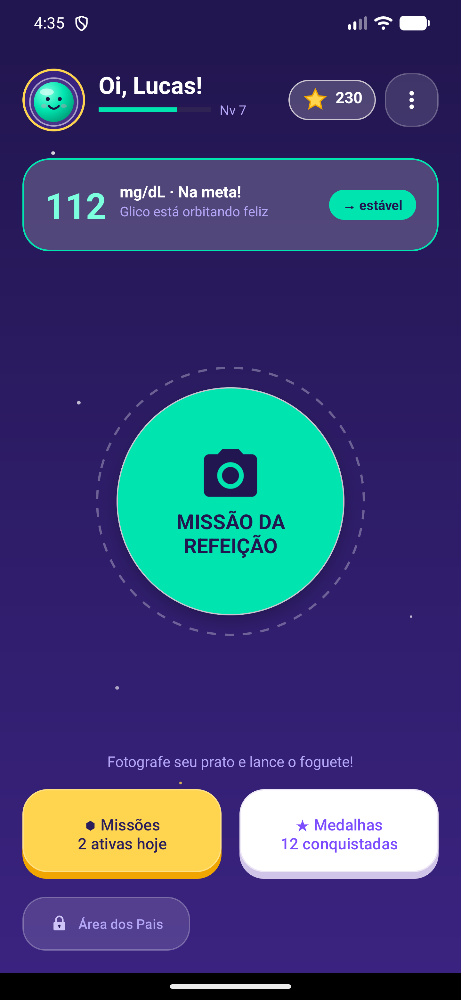 4:35
Oi, Lucas!
Nv 7
230
112
mg/dL · Na meta!
Glico está orbitando feliz
→ estável
MISSÃO DA
REFEIÇÃO
Fotografe seu prato e lance o foguete!
⬢ Missões
2 ativas hoje
★ Medalhas
12 conquistadas
Área dos Pais